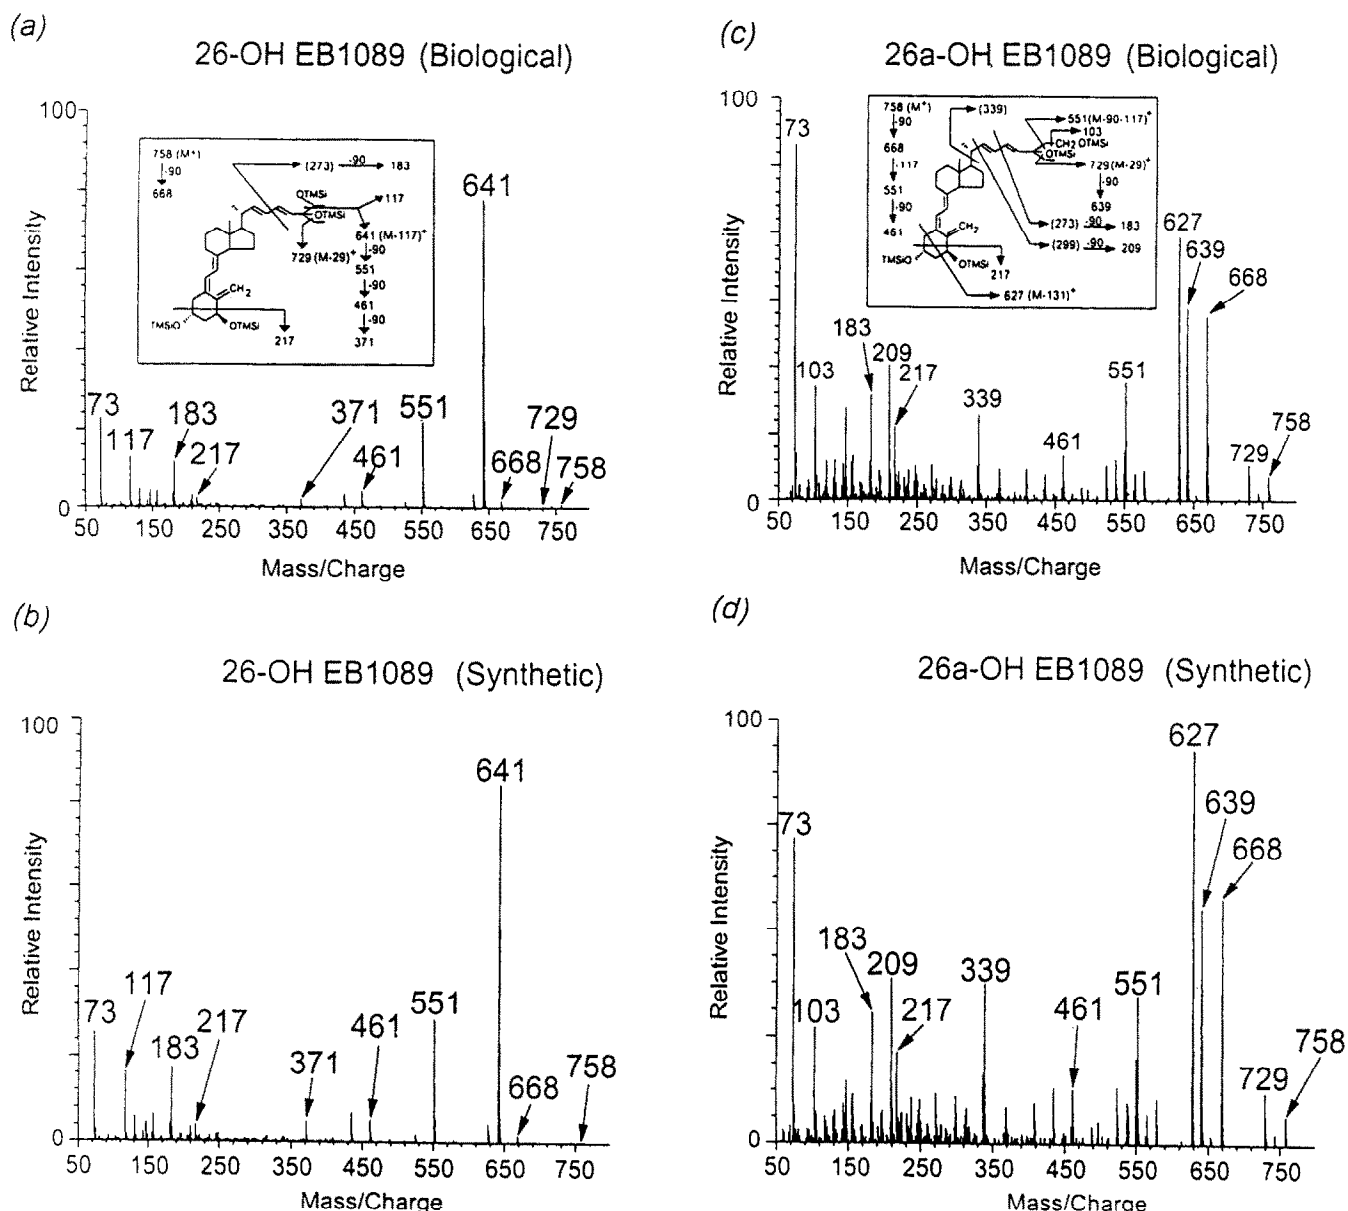 (a)
26-OH EB1089 (Biological)
100
Relative Intensity
0
758 (M+)
-90
668
(273) -90 183
OTMSi
117
OTMSi
641 (M-117)+
-90
729 (M-29)+
551
-90
461
-90
371
CH2
TMSiO
OTMSi
217
73
117
183
217
371
461
551
641
668
729
758
50 150 250 350 450 550 650 750
Mass/Charge
(b)
26-OH EB1089 (Synthetic)
100
Relative Intensity
0
73
117
183
217
371
461
551
641
668
758
50 150 250 350 450 550 650 750
Mass/Charge
(c)
26a-OH EB1089 (Biological)
100
Relative Intensity
0
758 (M+)
-90
668
-117
551
-90
461
(339)
551(M-90-117)+
103
CH2 OTMSi
OTMSi
729 (M-29)+
-90
639
(273) -90 183
(299) -90 209
CH2
TMSiO
OTMSi
217
627 (M-131)+
73
103
183
209
217
339
461
551
627
639
668
729
758
50 150 250 350 450 550 650 750
Mass/Charge
(d)
26a-OH EB1089 (Synthetic)
100
Relative Intensity
0
73
103
183
209
217
339
461
551
627
639
668
729
758
50 150 250 350 450 550 650 750
Mass/Charge